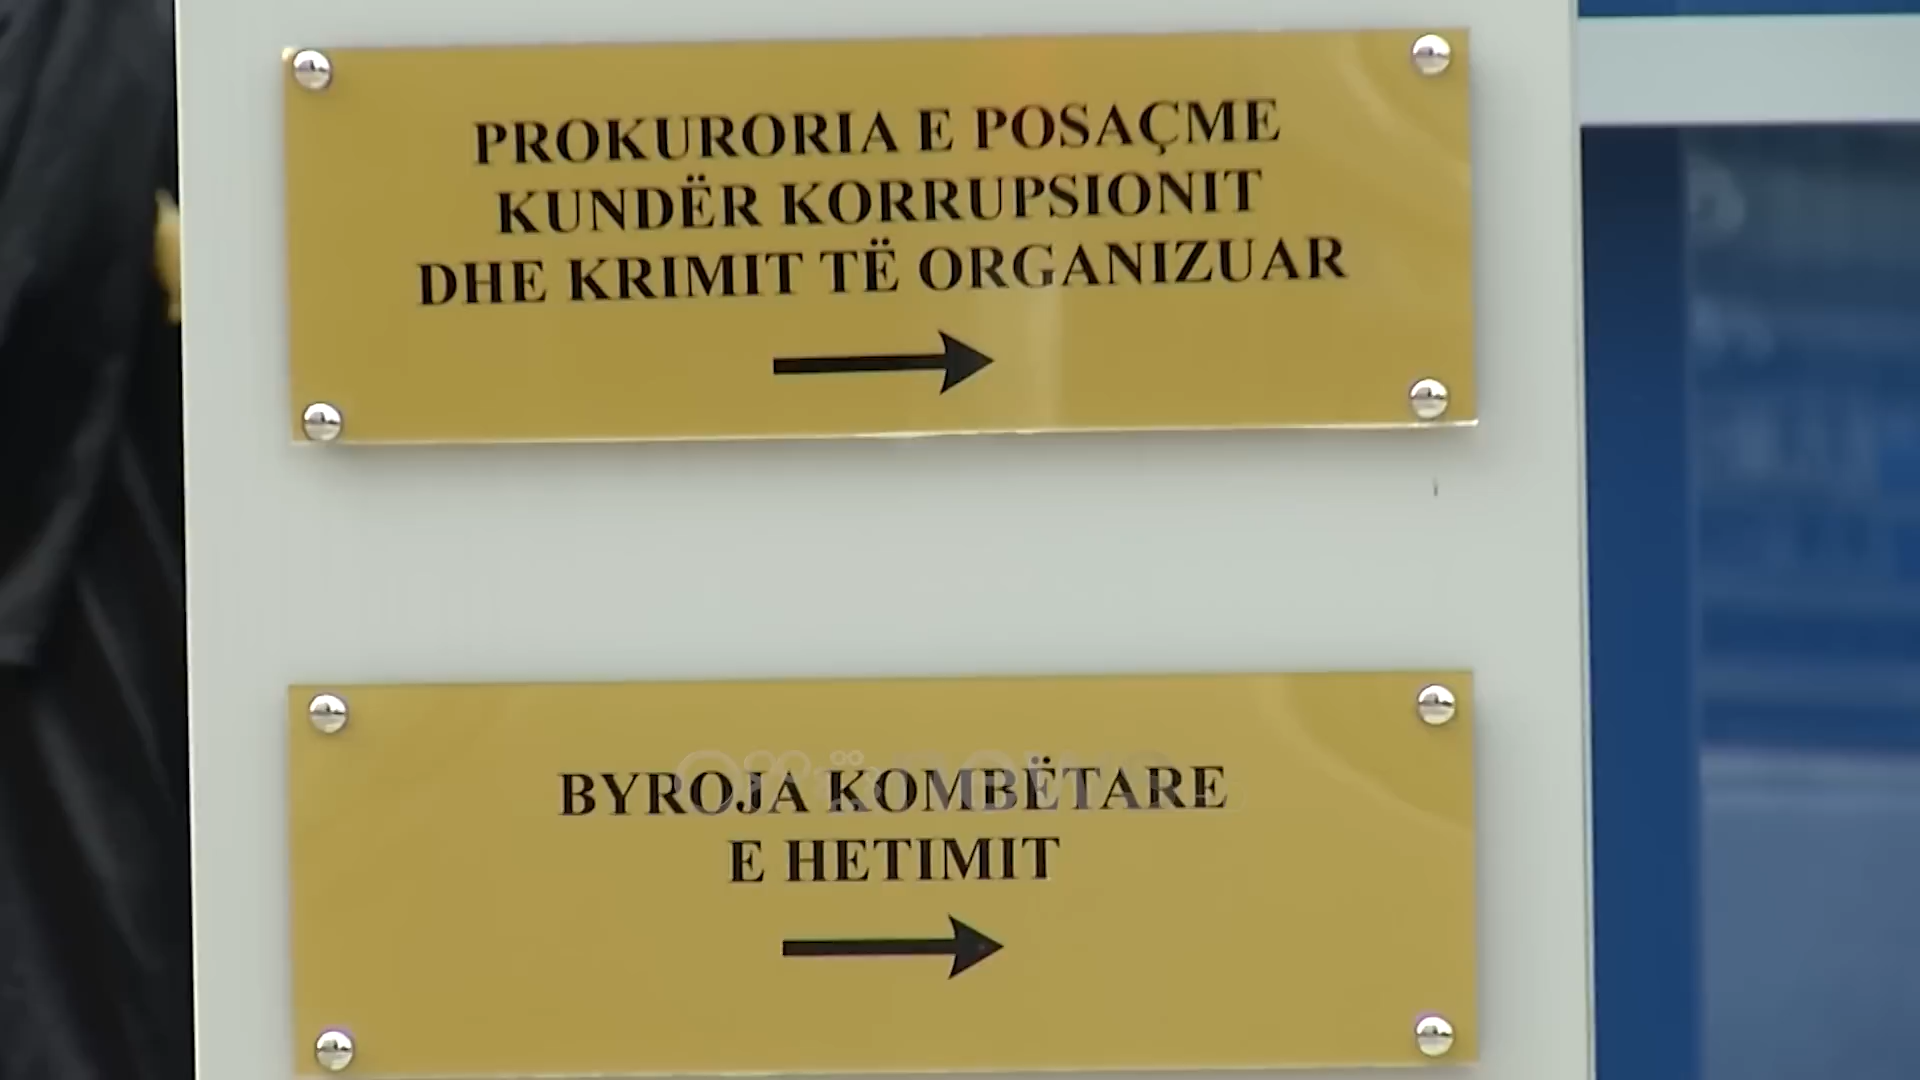 PROKURORIA E POSAÇME
KUNDËR KORRUPSIONIT
DHE KRIMIT TË ORGANIZUAR
BYROJA KOMBËTARE
E HETIMIT